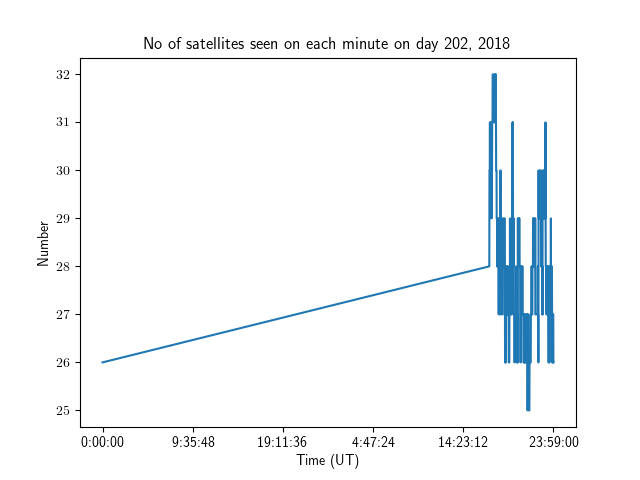 No of satellites seen on each minute on day 202, 2018
32
31
30
29
28
27
26
25
Number
0:00:00 9:35:48 19:11:36 4:47:24 14:23:12 23:59:00
Time (UT)